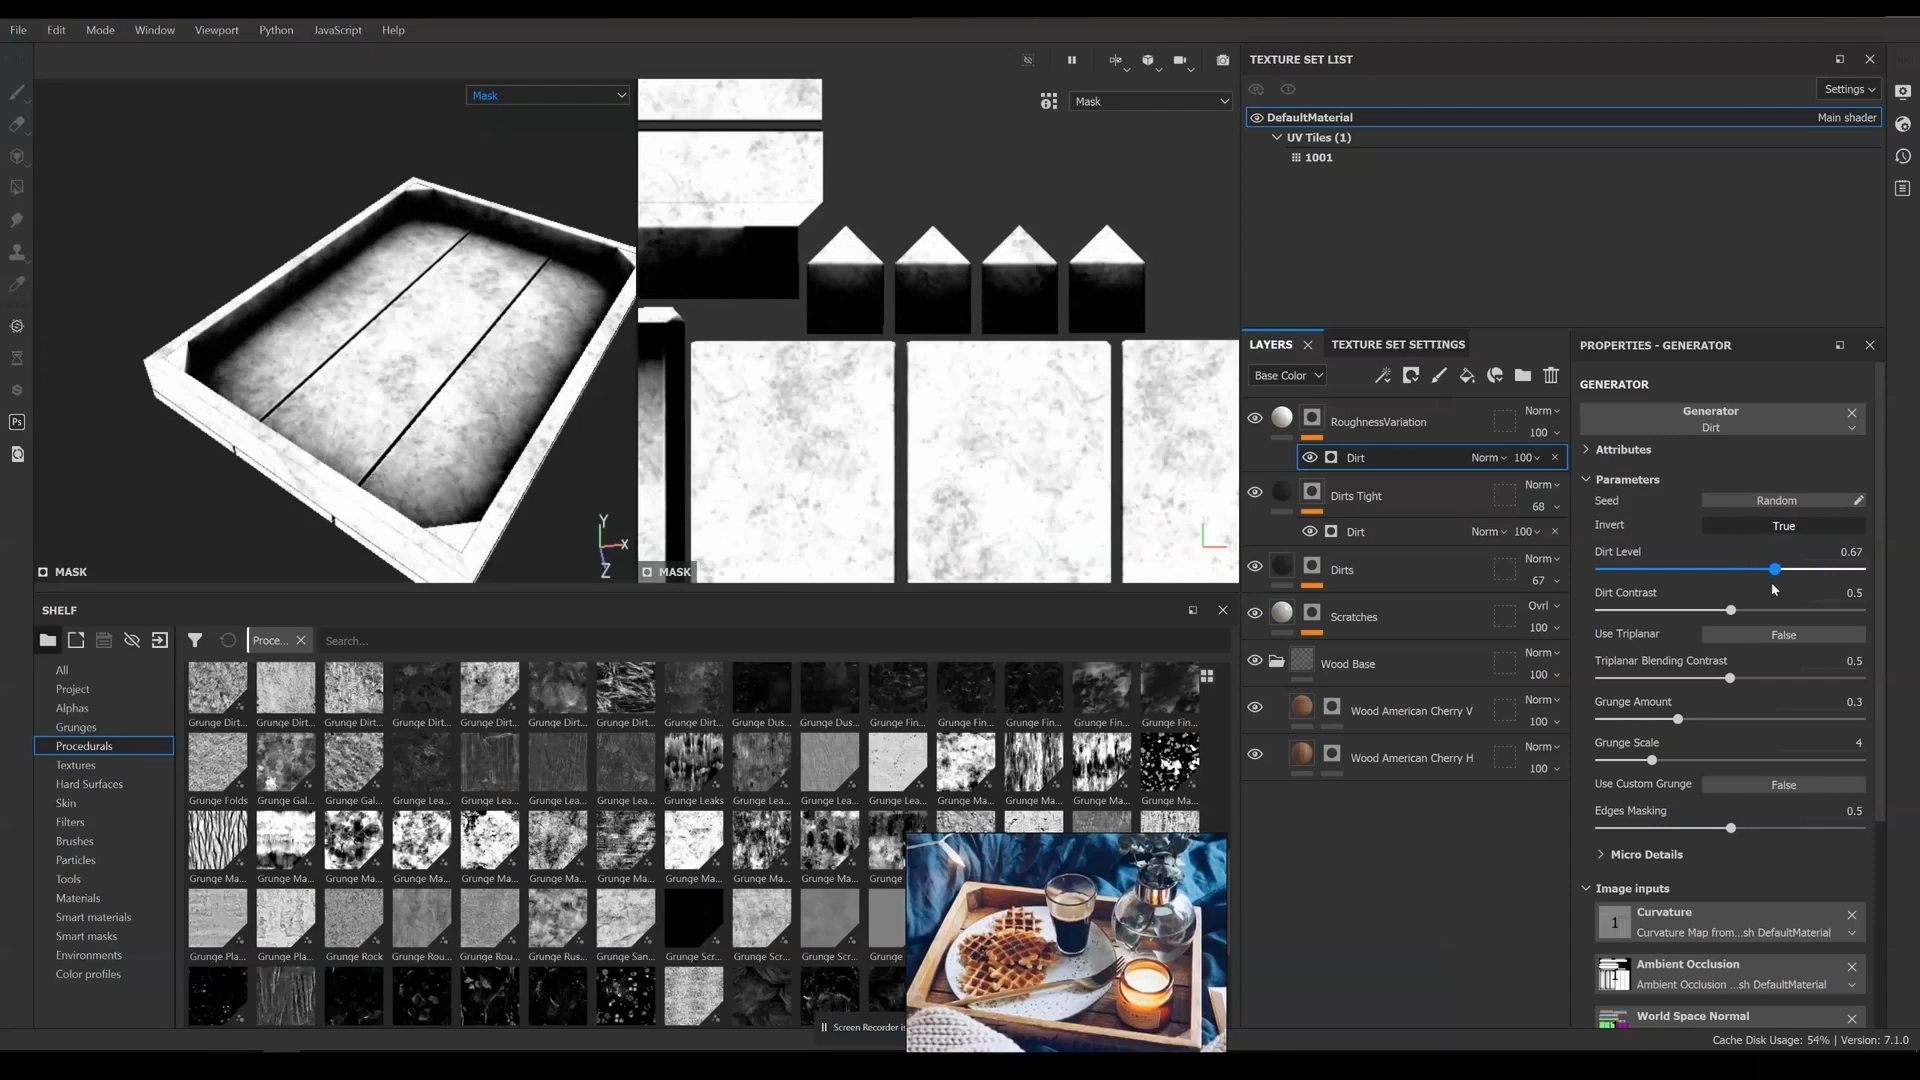 File Edit Mode Window Viewport Python JavaScript Help
Mask
Mask
MASK
MASK
Y
X
Z
TEXTURE SET LIST
Settings
DefaultMaterial Main shader
UV Tiles (1)
1001
LAYERS TEXTURE SET SETTINGS
Base Color
RoughnessVariation Norm 100
Dirt Norm 100
Dirts Tight Norm 68
Dirt Norm 100
Dirts Norm 67
Scratches Ovrl 100
Wood Base Norm 100
Wood American Cherry V Norm 100
Wood American Cherry H Norm 100
PROPERTIES - GENERATOR
GENERATOR
Generator
Dirt
Attributes
Parameters
Seed Random
Invert True
Dirt Level 0.67
Dirt Contrast 0.5
Use Triplanar False
Triplanar Blending Contrast 0.5
Grunge Amount 0.3
Grunge Scale 4
Use Custom Grunge False
Edges Masking 0.5
Micro Details
Image inputs
1
Curvature
Curvature Map from...sh DefaultMaterial
Ambient Occlusion
Ambient Occlusion ...sh DefaultMaterial
World Space Normal
SHELF
Proce... Search...
All
Project
Alphas
Grunges
Procedurals
Textures
Hard Surfaces
Skin
Filters
Brushes
Particles
Tools
Materials
Smart materials
Smart masks
Environments
Color profiles
Grunge Dirt... Grunge Dirt... Grunge Dirt... Grunge Dirt... Grunge Dirt... Grunge Dirt... Grunge Dirt... Grunge Dirt... Grunge Dus... Grunge Dus... Grunge Fin... Grunge Fin... Grunge Fin... Grunge Fin... Grunge Fin...
Grunge Folds Grunge Gal... Grunge Gal... Grunge Lea... Grunge Lea... Grunge Lea... Grunge Lea... Grunge Leaks Grunge Lea... Grunge Lea... Grunge Lea... Grunge Ma... Grunge Ma... Grunge Ma... Grunge Ma...
Grunge Ma... Grunge Ma... Grunge Ma... Grunge Ma... Grunge Ma... Grunge Ma... Grunge Ma... Grunge Ma... Grunge Ma... Grunge Ma... Grunge
Grunge Pla... Grunge Pla... Grunge Rock Grunge Rou... Grunge Rou... Grunge Rus... Grunge San... Grunge Scr... Grunge Scr... Grunge Scr... Grunge
Screen Recorder is
Ps
Cache Disk Usage: 54% | Version: 7.1.0